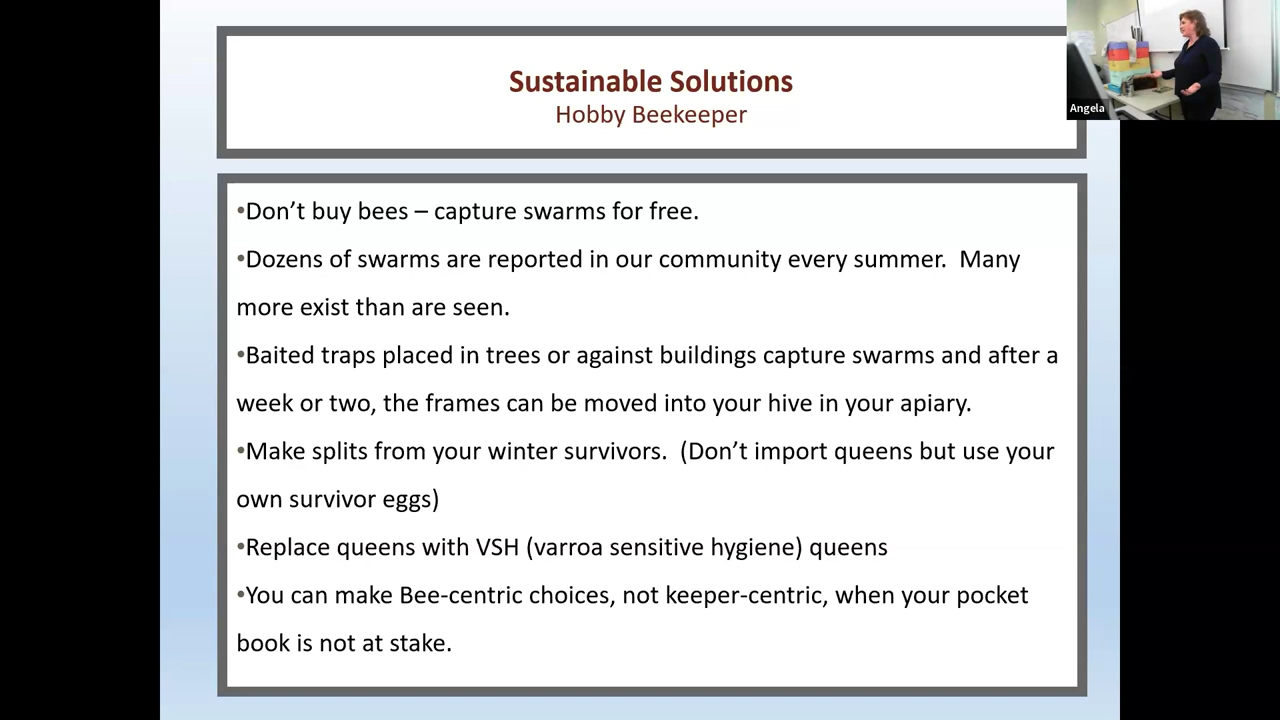 Sustainable Solutions
Hobby Beekeeper
Angela
•Don’t buy bees – capture swarms for free.
•Dozens of swarms are reported in our community every summer.  Many
more exist than are seen.
•Baited traps placed in trees or against buildings capture swarms and after a
week or two, the frames can be moved into your hive in your apiary.
•Make splits from your winter survivors.  (Don’t import queens but use your
own survivor eggs)
•Replace queens with VSH (varroa sensitive hygiene) queens
•You can make Bee-centric choices, not keeper-centric, when your pocket
book is not at stake.